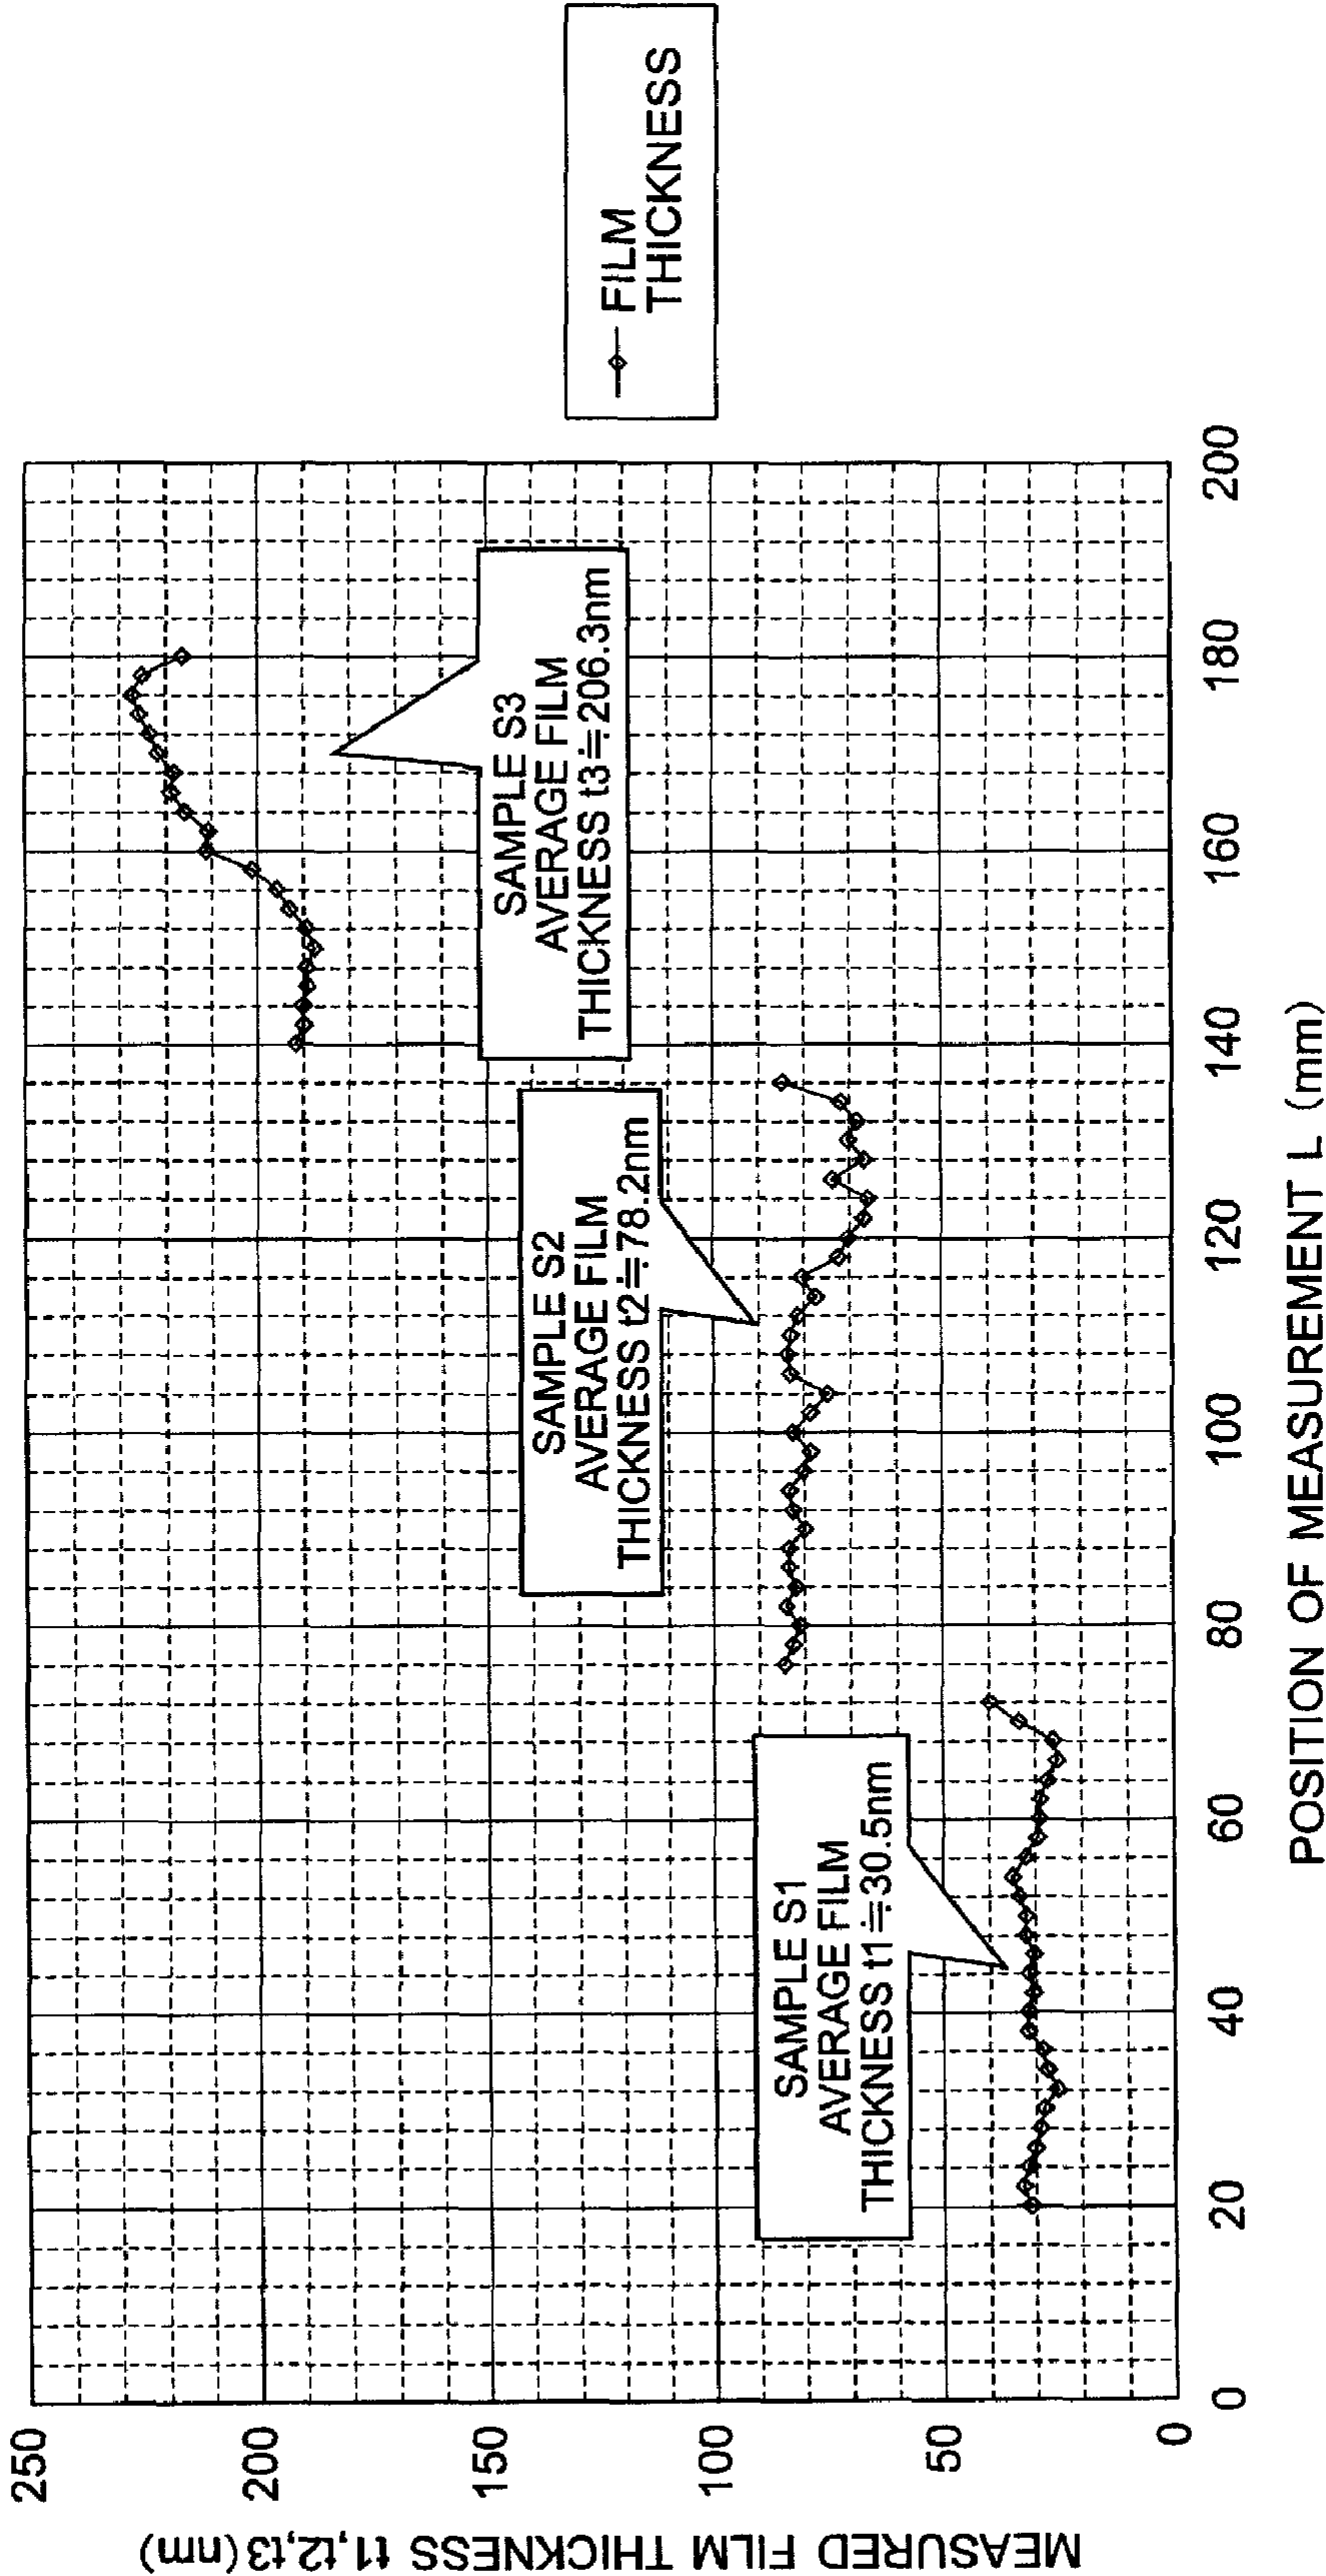 MEASURED FILM THICKNESS t1,t2,t3(nm)
250
200
150
100
50
0
SAMPLE S1
AVERAGE FILM
THICKNESS t1≒30.5nm
SAMPLE S2
AVERAGE FILM
THICKNESS t2≒78.2nm
SAMPLE S3
AVERAGE FILM
THICKNESS t3≒206.3nm
0
20
40
60
80
100
120
140
160
180
200
POSITION OF MEASUREMENT L (mm)
FILM
THICKNESS